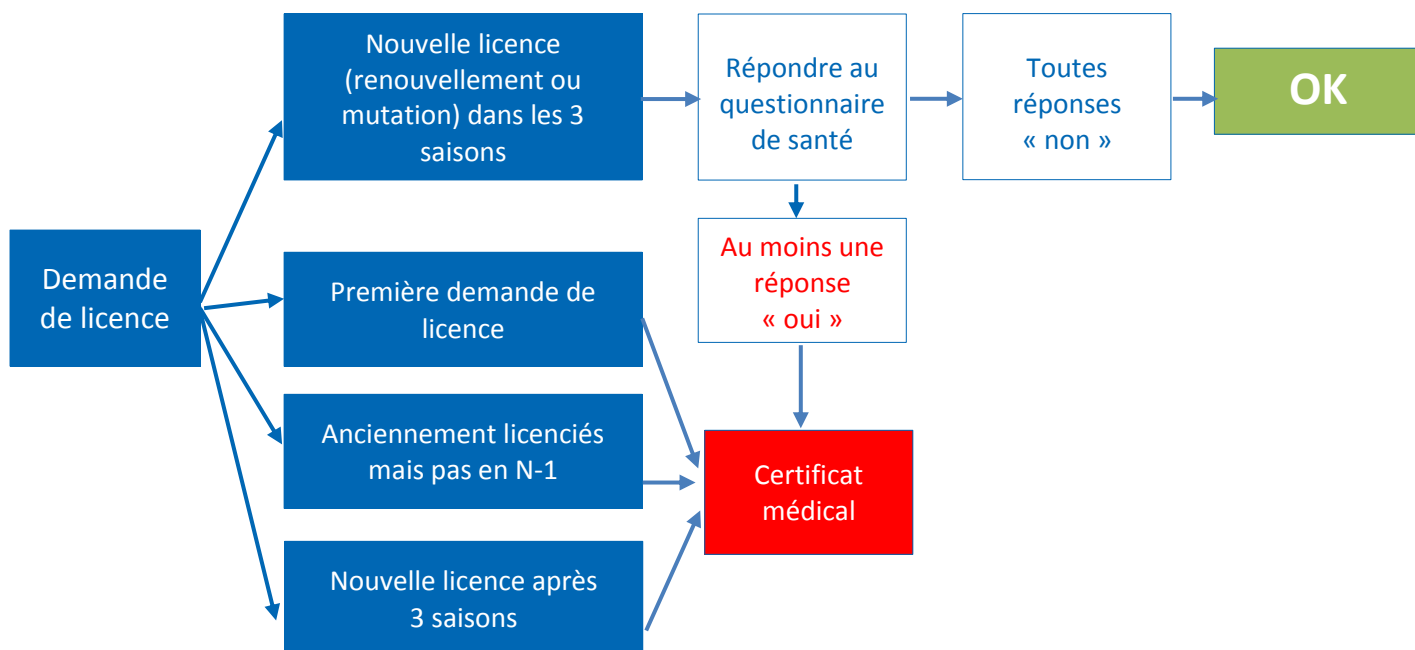 Nouvelle licence
(renouvellement ou
mutation) dans les 3
saisons
Répondre au
questionnaire
de santé
Toutes
réponses
« non »
OK
Au moins une
réponse
« oui »
Demande
de licence
Première demande de
licence
Anciennement licenciés
mais pas en N-1
Certificat
médical
Nouvelle licence après
3 saisons